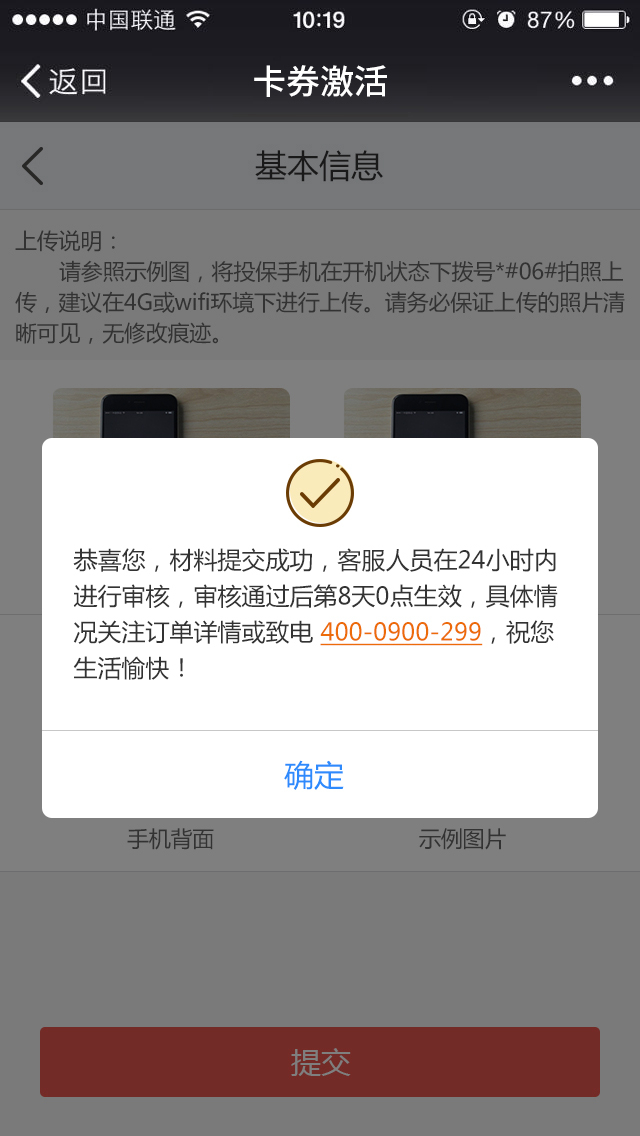 中国联通 10:19 87%
返回 卡券激活
基本信息
上传说明：
请参照示例图，将投保手机在开机状态下拨号*#06#拍照上
传，建议在4G或wifi环境下进行上传。请务必保证上传的照片清
晰可见，无修改痕迹。
恭喜您，材料提交成功，客服人员在24小时内
进行审核，审核通过后第8天0点生效，具体情
况关注订单详情或致电 400-0900-299，祝您
生活愉快！
确定
手机背面 示例图片
提交